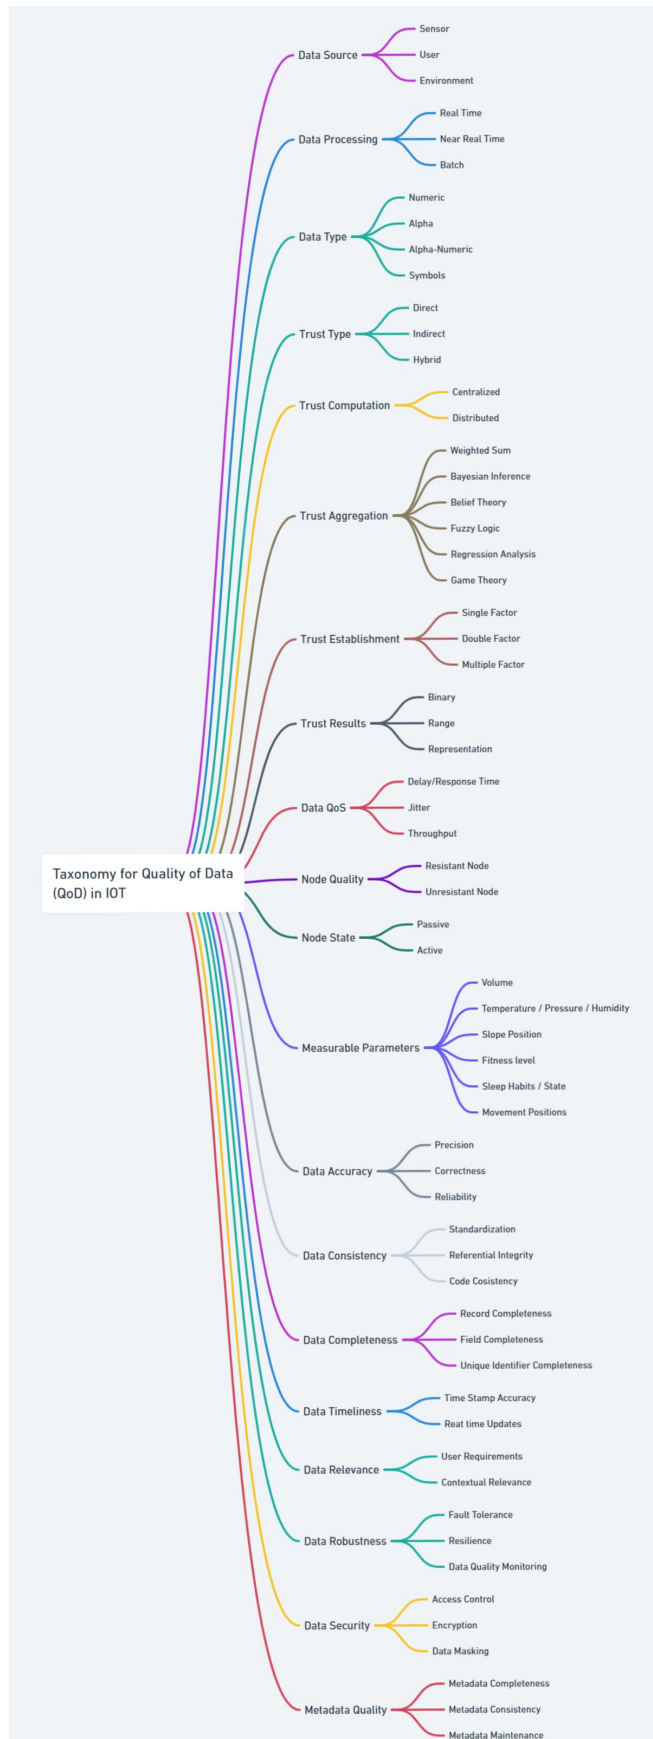 Sensor
Data Source
User
Environment
Real Time
Data Processing
Near Real Time
Batch
Numeric
Alpha
Data Type
Alpha-Numeric
Symbols
Direct
Trust Type
Indirect
Hybrid
Centralized
Trust Computation
Distributed
Weighted Sum
Bayesian Inference
Belief Theory
Trust Aggregation
Fuzzy Logic
Regression Analysis
Game Theory
Single Factor
Trust Establishment
Double Factor
Multiple Factor
Binary
Trust Results
Range
Representation
Delay/Response Time
Data QoS
Jitter
Throughput
Taxonomy for Quality of Data
(QoD) in IOT
Resistant Node
Node Quality
Unresistant Node
Passive
Node State
Active
Volume
Temperature / Pressure / Humidity
Slope Position
Measurable Parameters
Fitness level
Sleep Habits / State
Movement Positions
Precision
Data Accuracy
Correctness
Reliability
Standardization
Data Consistency
Referential Integrity
Code Cosistency
Record Completeness
Data Completeness
Field Completeness
Unique Identifier Completeness
Time Stamp Accuracy
Data Timeliness
Reat time Updates
User Requirements
Data Relevance
Contextual Relevance
Fault Tolerance
Data Robustness
Resilience
Data Quality Monitoring
Access Control
Data Security
Encryption
Data Masking
Metadata Completeness
Metadata Quality
Metadata Consistency
Metadata Maintenance